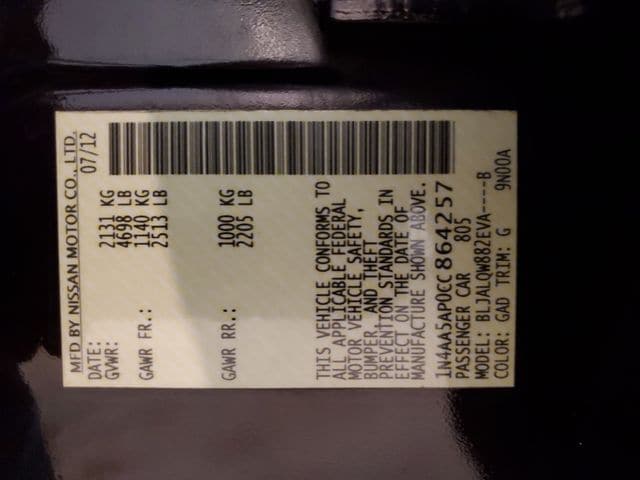 MFD BY NISSAN MOTOR CO., LTD.
DATE: 07/12
GVWR: 2131 KG
4698 LB
GAWR FR.: 1140 KG
2513 LB
GAWR RR.: 1000 KG
2205 LB
THIS VEHICLE CONFORMS TO
ALL APPLICABLE FEDERAL
MOTOR VEHICLE SAFETY,
BUMPER, AND THEFT
PREVENTION STANDARDS IN
EFFECT ON THE DATE OF
MANUFACTURE SHOWN ABOVE.
1N4AA5AP0CC864257
PASSENGER CAR 805
MODEL: BLJALQW882EVA----B
COLOR: GAD TRIM: G 9N00A